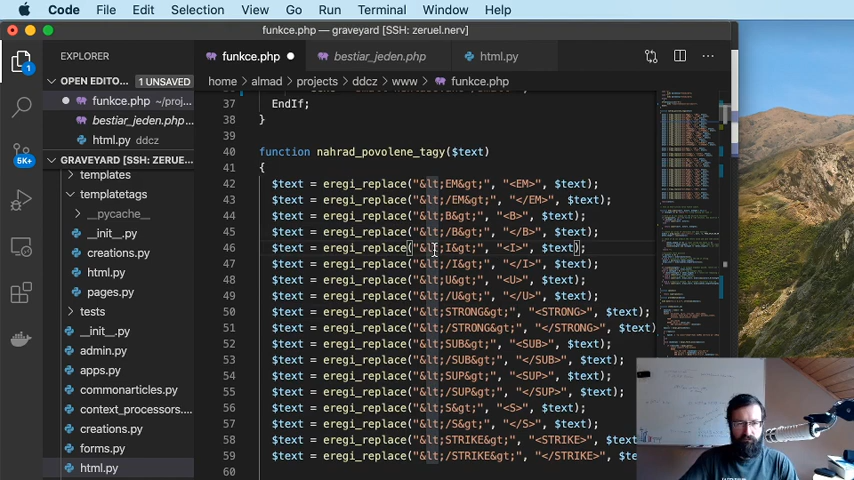 Code File Edit Selection View Go Run Terminal Window Help
funkce.php — graveyard [SSH: zeruel.nerv]
EXPLORER
funkce.php
bestiar_jeden.php
html.py
OPEN EDITO... 1 UNSAVED
home > almad > projects > ddcz > www > funkce.php
funkce.php ~/proj...
bestiar_jeden.php...
html.py ddcz
GRAVEYARD [SSH: ZERUEL...
templates
templatetags
__pycache__
__init__.py
creations.py
html.py
pages.py
tests
__init__.py
admin.py
apps.py
commonarticles.py
context_processors....
creations.py
forms.py
html.py
1
5K+
37 EndIf;
38 }
39
40 function nahrad_povolene_tagy($text)
41 {
42 $text = eregi_replace("&lt;EM&gt;", "<EM>", $text);
43 $text = eregi_replace("&lt;/EM&gt;", "</EM>", $text);
44 $text = eregi_replace("&lt;B&gt;", "<B>", $text);
45 $text = eregi_replace("&lt;/B&gt;", "</B>", $text);
46 $text = eregi_replace("&lt;I&gt;", "<I>", $text);
47 $text = eregi_replace("&lt;/I&gt;", "</I>", $text);
48 $text = eregi_replace("&lt;U&gt;", "<U>", $text);
49 $text = eregi_replace("&lt;/U&gt;", "</U>", $text);
50 $text = eregi_replace("&lt;STRONG&gt;", "<STRONG>", $text);
51 $text = eregi_replace("&lt;/STRONG&gt;", "</STRONG>", $text)
52 $text = eregi_replace("&lt;SUB&gt;", "<SUB>", $text);
53 $text = eregi_replace("&lt;/SUB&gt;", "</SUB>", $text);
54 $text = eregi_replace("&lt;SUP&gt;", "<SUP>", $text);
55 $text = eregi_replace("&lt;/SUP&gt;", "</SUP>", $text);
56 $text = eregi_replace("&lt;S&gt;", "<S>", $text);
57 $text = eregi_replace("&lt;/S&gt;", "</S>", $text);
58 $text = eregi_replace("&lt;STRIKE&gt;", "<STRIKE>", $tex
59 $text = eregi_replace("&lt;/STRIKE&gt;", "</STRIKE>", $te
60